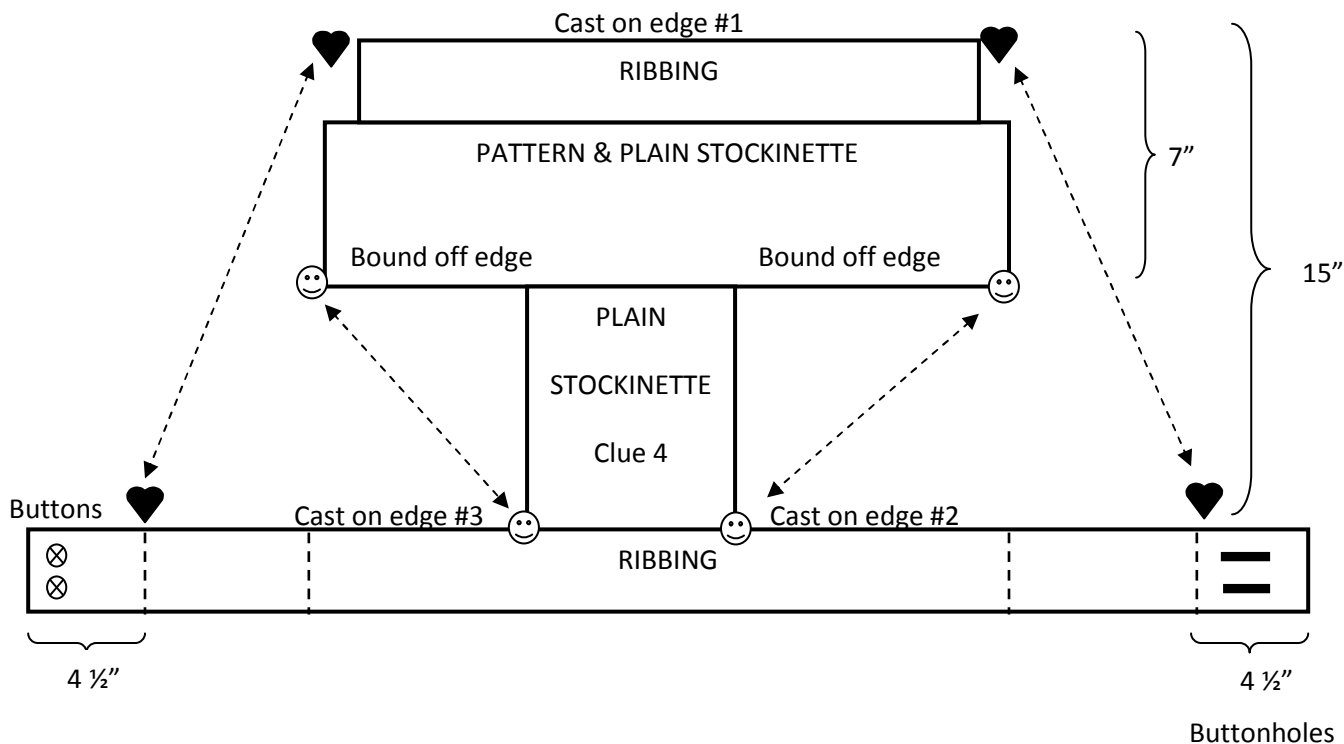 Cast on edge #1
RIBBING
PATTERN & PLAIN STOCKINETTE
7”
Bound off edge
Bound off edge
15”
PLAIN
STOCKINETTE
Clue 4
Buttons
Cast on edge #3
Cast on edge #2
RIBBING
4 ½”
4 ½”
Buttonholes